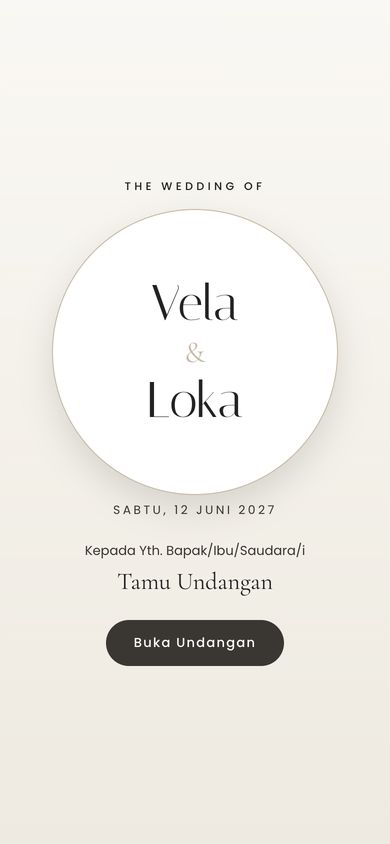 THE WEDDING OF
Vela
&
Loka
SABTU, 12 JUNI 2027
Kepada Yth. Bapak/Ibu/Saudara/i
Tamu Undangan
Buka Undangan